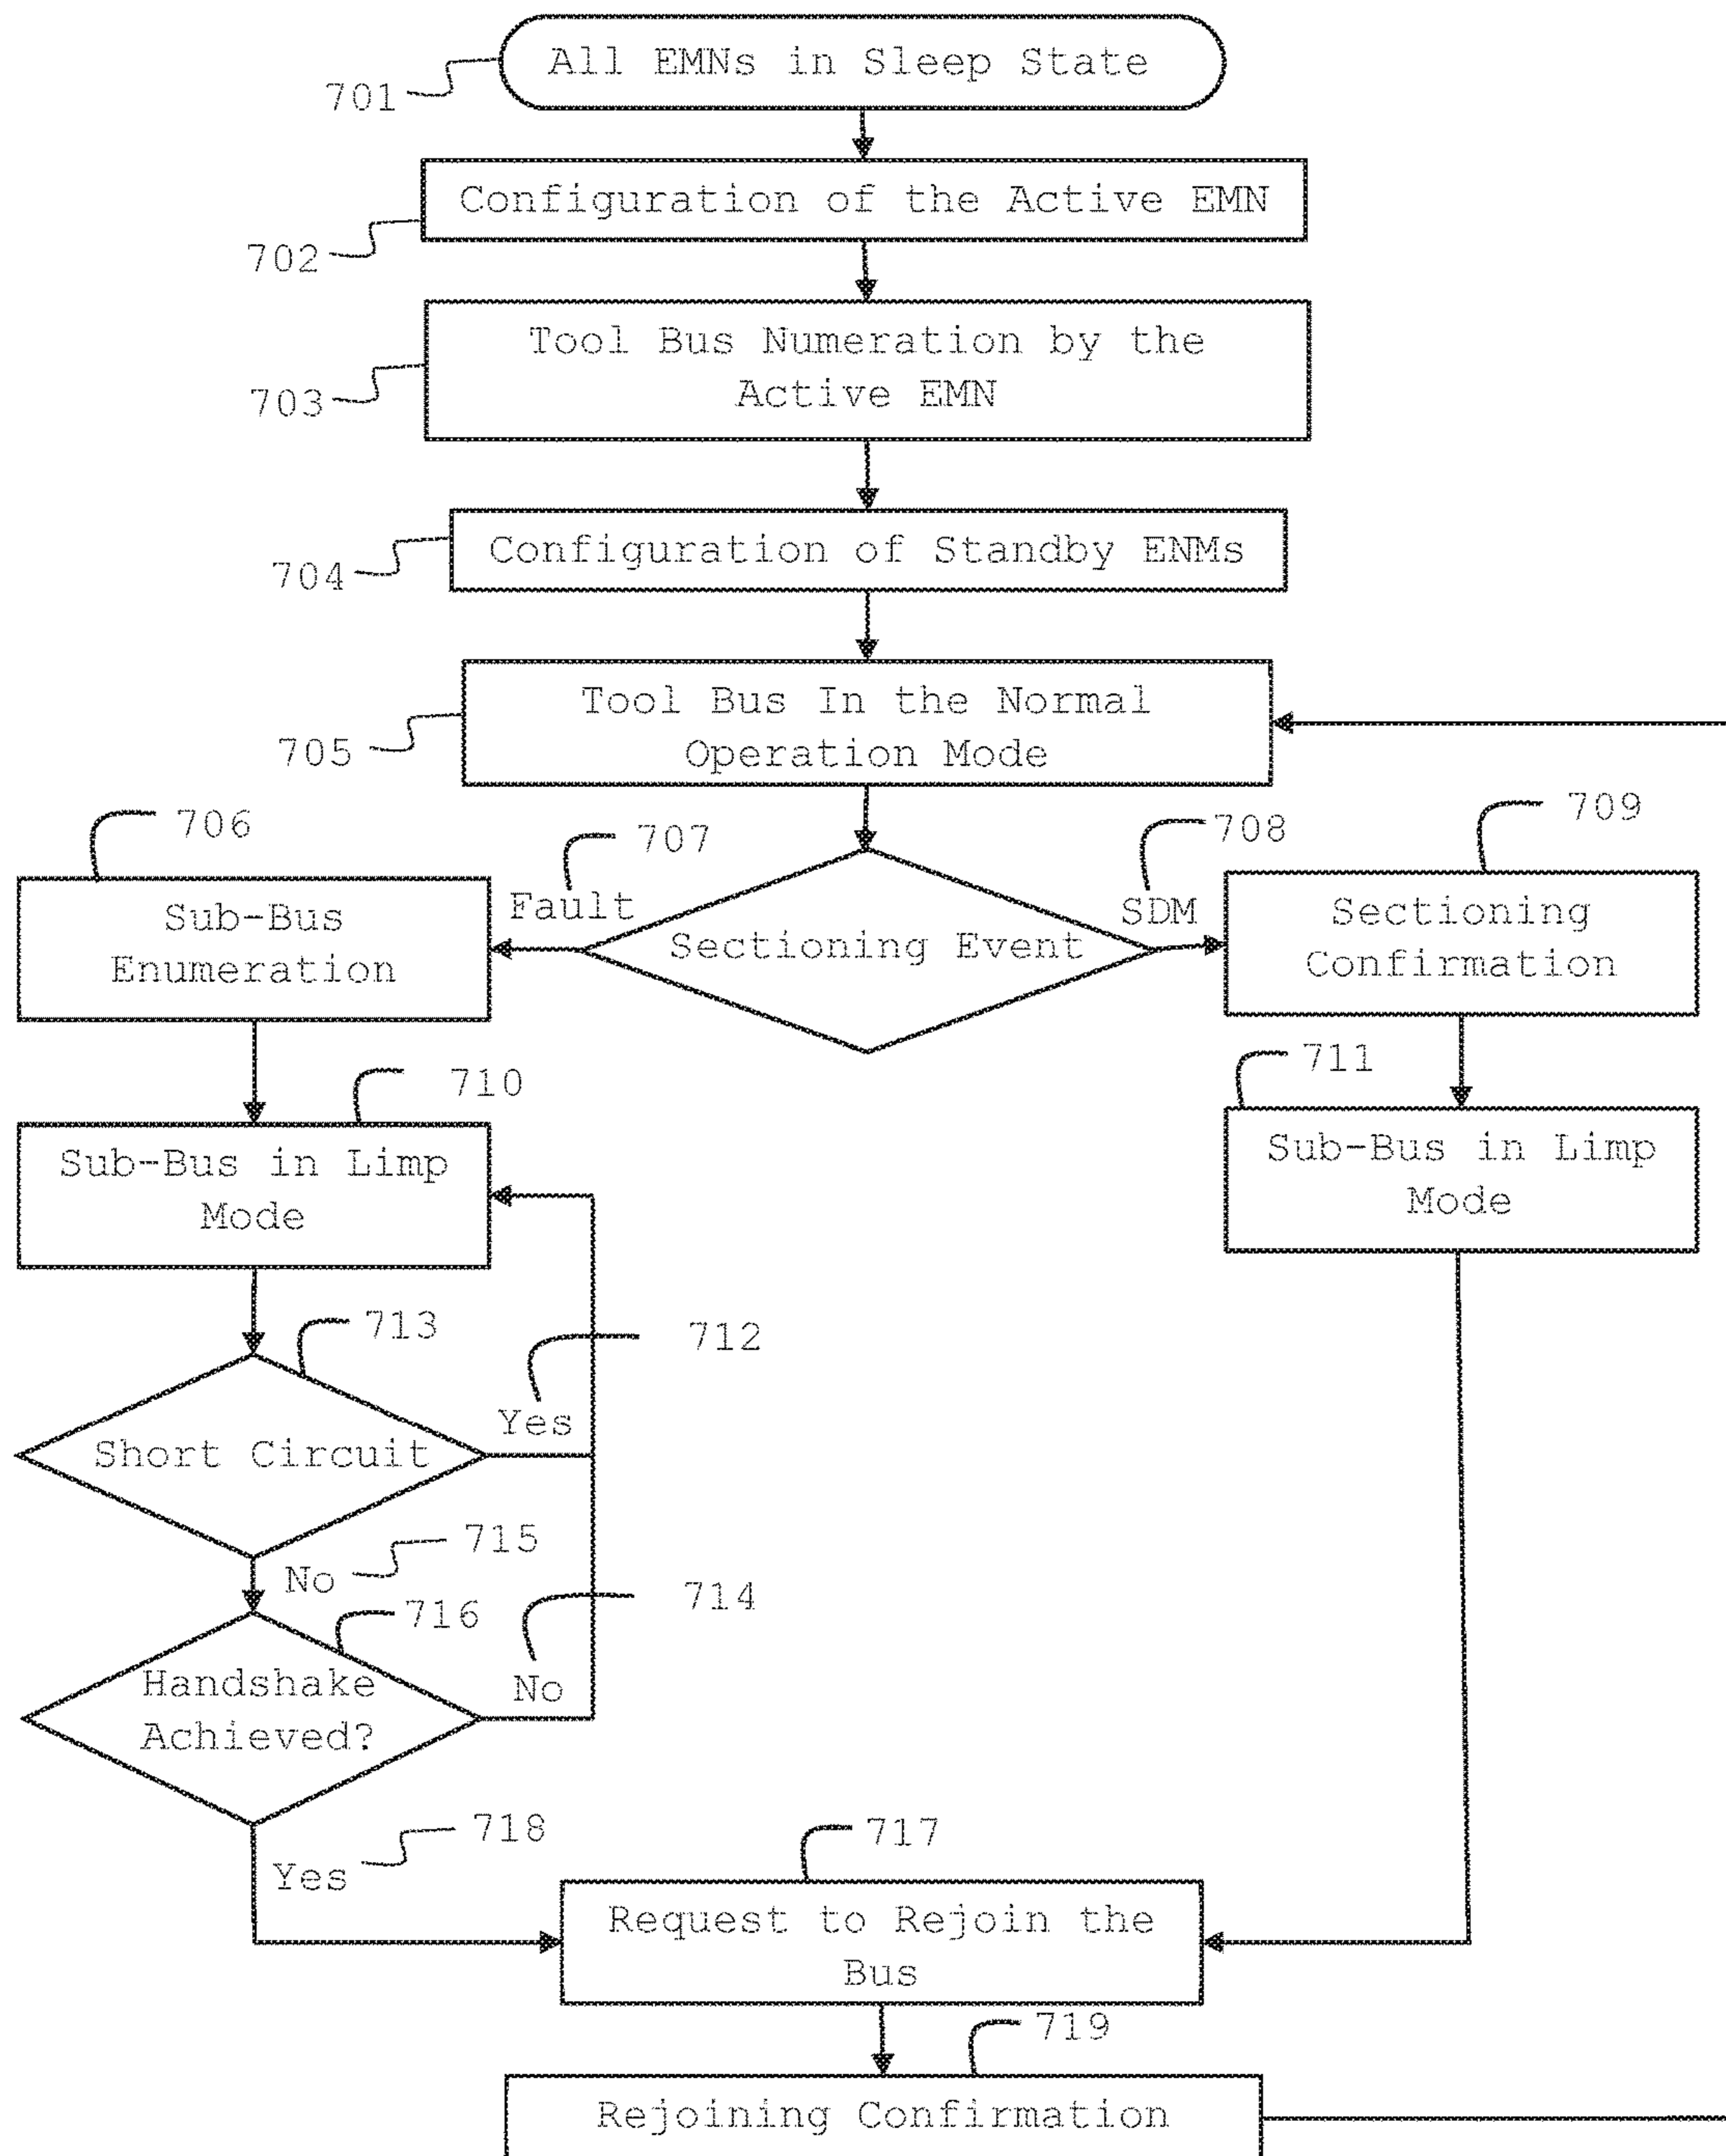 All EMNs in Sleep State
701
Configuration of the Active EMN
702
Tool Bus Numeration by the
Active EMN
703
Configuration of Standby ENMs
704
Tool Bus In the Normal
Operation Mode
705
706
707
708
709
Fault
SDM
Sub-Bus
Enumeration
Sectioning Event
Sectioning
Confirmation
710
711
Sub-Bus in Limp
Mode
Sub-Bus in Limp
Mode
713
712
Yes
Short Circuit
715
No
714
716
No
Handshake
Achieved?
718
Yes
717
Request to Rejoin the
Bus
719
Rejoining Confirmation